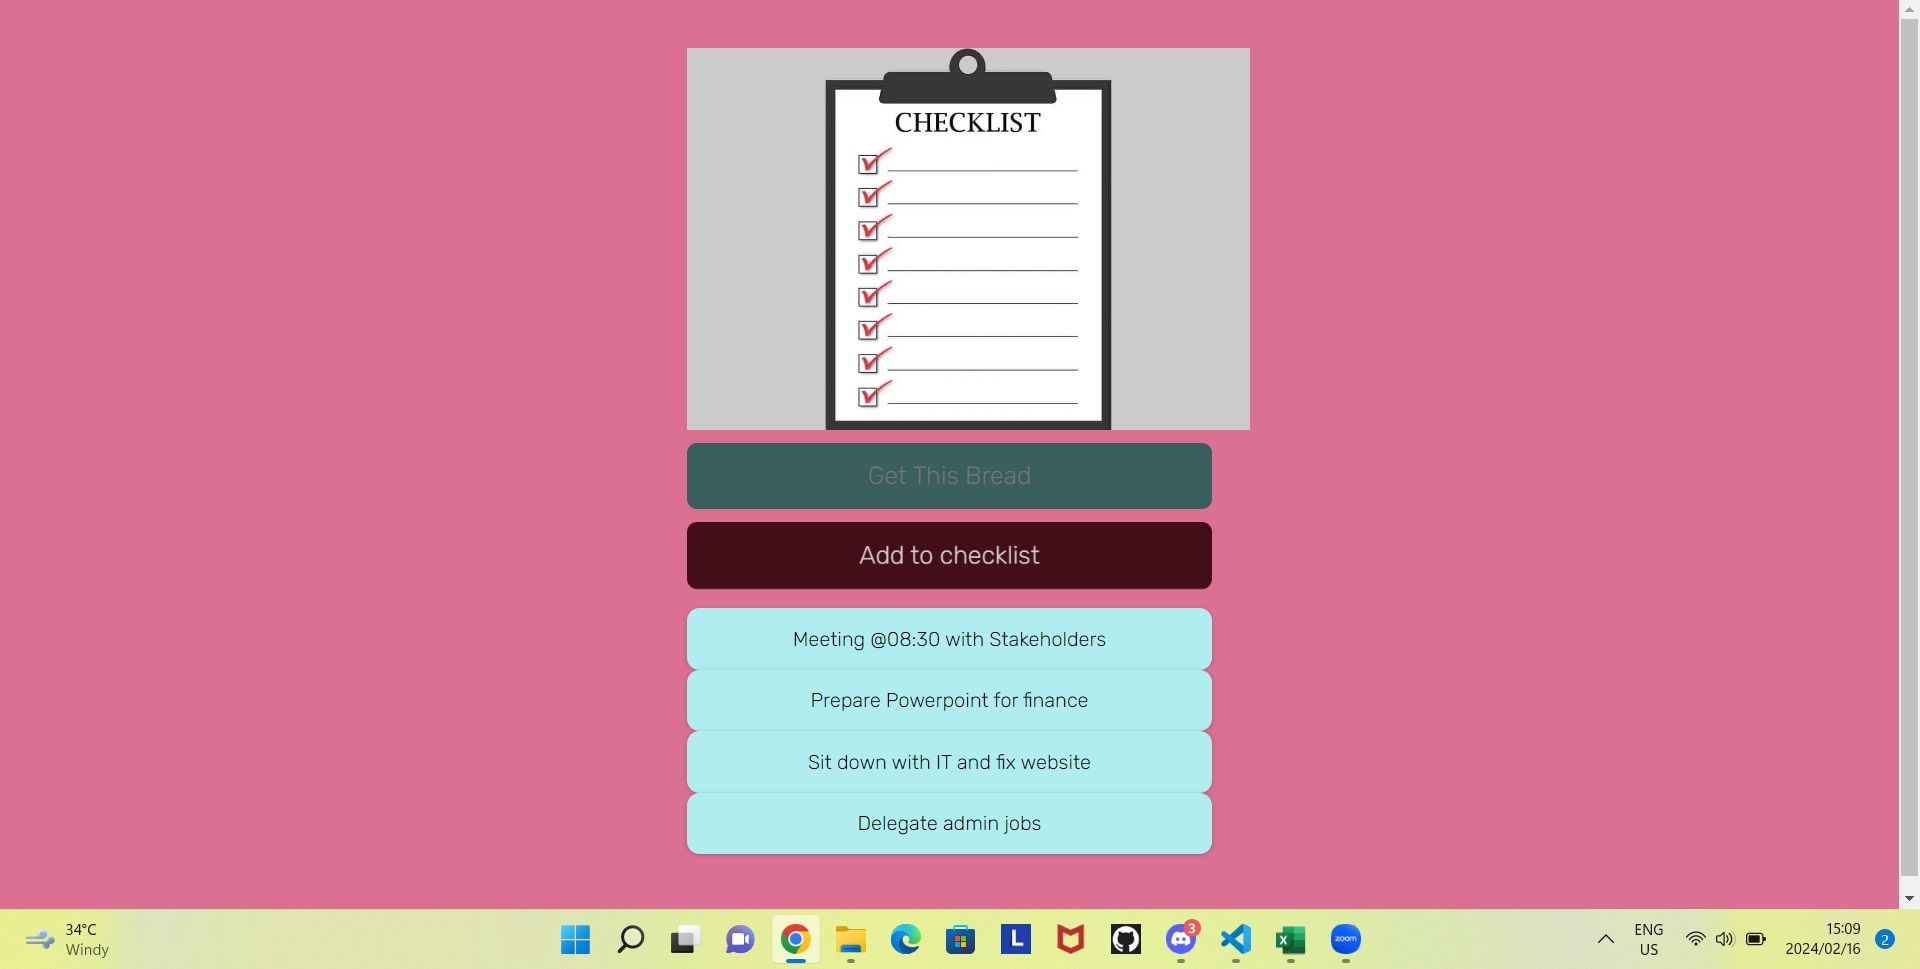 CHECKLIST
Get This Bread
Add to checklist
Meeting @08:30 with Stakeholders
Prepare Powerpoint for finance
Sit down with IT and fix website
Delegate admin jobs
34°C
Windy
L
3
X
zoom
ENG
US
15:09
2024/02/16
2